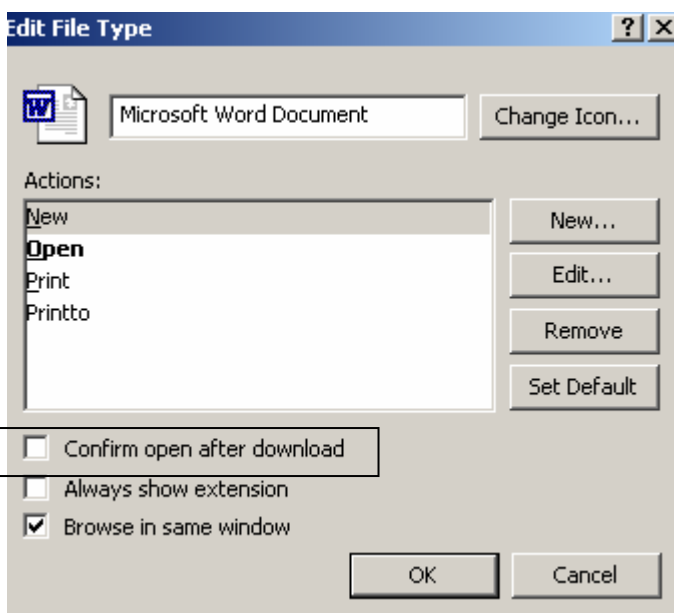 Edit File Type
Microsoft Word Document
Change Icon...
Actions:
New
Open
Print
Printto
New...
Edit...
Remove
Set Default
Confirm open after download
Always show extension
Browse in same window
OK
Cancel